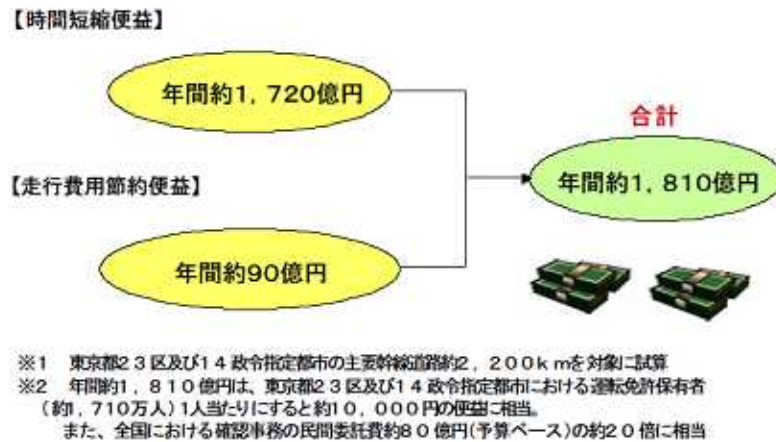 【時間短縮便益】
年間約1，720億円
合計
【走行費用節約便益】
年間約1，810億円
年間約90億円
※1　東京都２３区及び１４政令指定都市の主要幹線道路約２，２００ｋｍを対象に試算
※2　年間約１，８１０億円は、東京都２３区及び１４政令指定都市における運転免許保有者
（約１，７１０万人）１人当たりにすると約１０，０００円の便益に相当。
また、全国における確認事務の民間委託費約８０億円（予算ベース）の約２０倍に相当